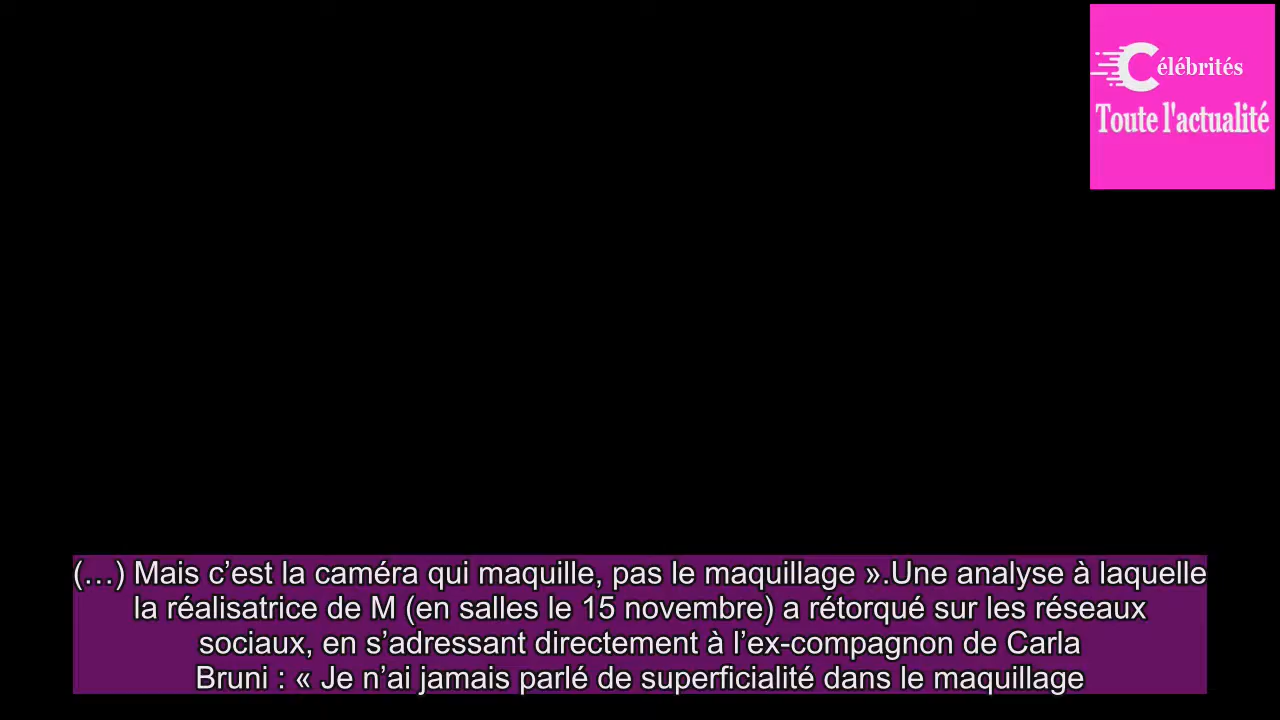 Célébrités
Toute l'actualité
(…) Mais c’est la caméra qui maquille, pas le maquillage ».Une analyse à laquelle
la réalisatrice de M (en salles le 15 novembre) a rétorqué sur les réseaux
sociaux, en s’adressant directement à l’ex-compagnon de Carla
Bruni : « Je n’ai jamais parlé de superficialité dans le maquillage